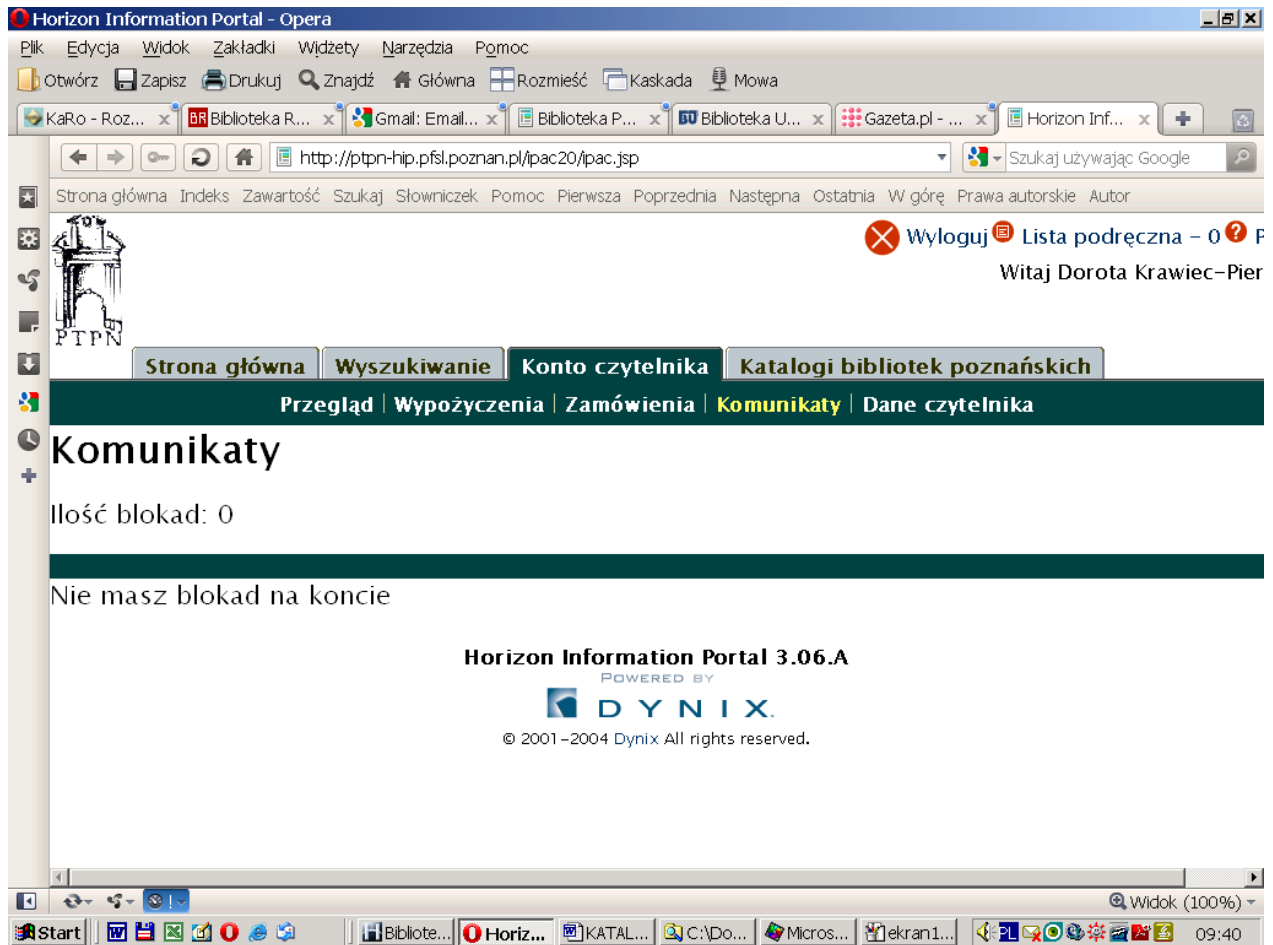 Horizon Information Portal - Opera
Plik Edycja Widok Zakładki Widżety Narzędzia Pomoc
Otwórz Zapisz Drukuj Znajdź Główna Rozmieść Kaskada Mowa
KaRo - Roz... BR Biblioteka R... Gmail: Email... Biblioteka P... Biblioteka U... Gazeta.pl - ... Horizon Inf...
http://ptpn-hip.pfsl.poznan.pl/ipac20/ipac.jsp Szukaj używając Google
Strona główna Indeks Zawartość Szukaj Słowniczek Pomoc Pierwsza Poprzednia Następna Ostatnia W górę Prawa autorskie Autor
Wyloguj Lista podręczna - 0 P
Witaj Dorota Krawiec-Pier
PTPN
Strona główna Wyszukiwanie Konto czytelnika Katalogi bibliotek poznańskich
Przegląd | Wypożyczenia | Zamówienia | Komunikaty | Dane czytelnika
Komunikaty
Ilość blokad: 0
Nie masz blokad na koncie
Horizon Information Portal 3.06.A
POWERED BY
DYNIX.
© 2001-2004 Dynix All rights reserved.
Widok (100%)
Start Bibliote... Horiz... KATAL... C:\Do... Micros... ekran1... PL 09:40